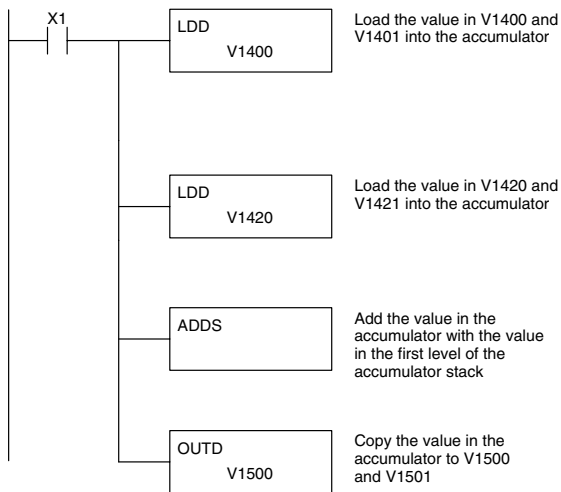 X1
LDD
V1400
Load the value in V1400 and
V1401 into the accumulator
LDD
V1420
Load the value in V1420 and
V1421 into the accumulator
ADDS
Add the value in the
accumulator with the value
in the first level of the
accumulator stack
OUTD
V1500
Copy the value in the
accumulator to V1500
and V1501